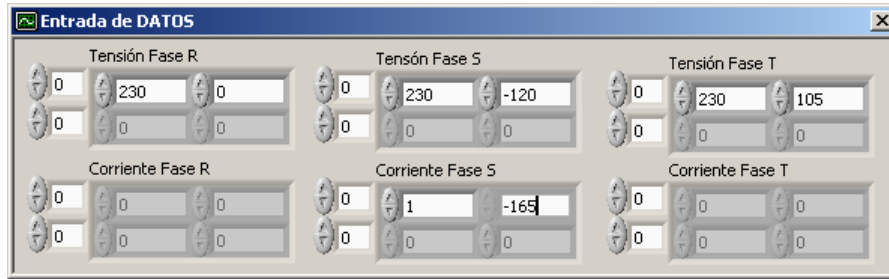 Entrada de DATOS
Tensión Fase R
Tensón Fase S
Tensión Fase T
0 230 0 0 230 -120 0 230 105
0 0 0 0 0 0 0 0 0
Corriente Fase R
Corriente Fase S
Corriente Fase T
0 0 0 0 1 -165 0 0 0
0 0 0 0 0 0 0 0 0